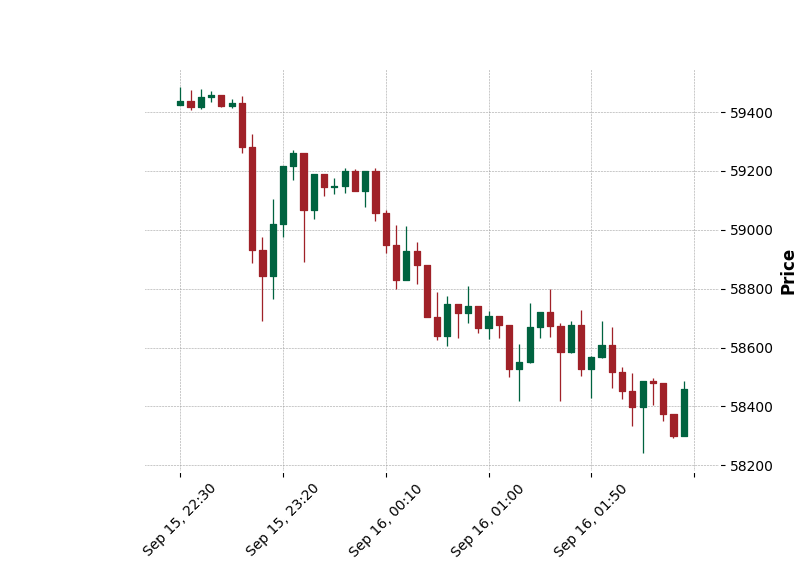 59400
59200
59000
58800
58600
58400
58200
Price
Sep 15, 22:30
Sep 15, 23:20
Sep 16, 00:10
Sep 16, 01:00
Sep 16, 01:50